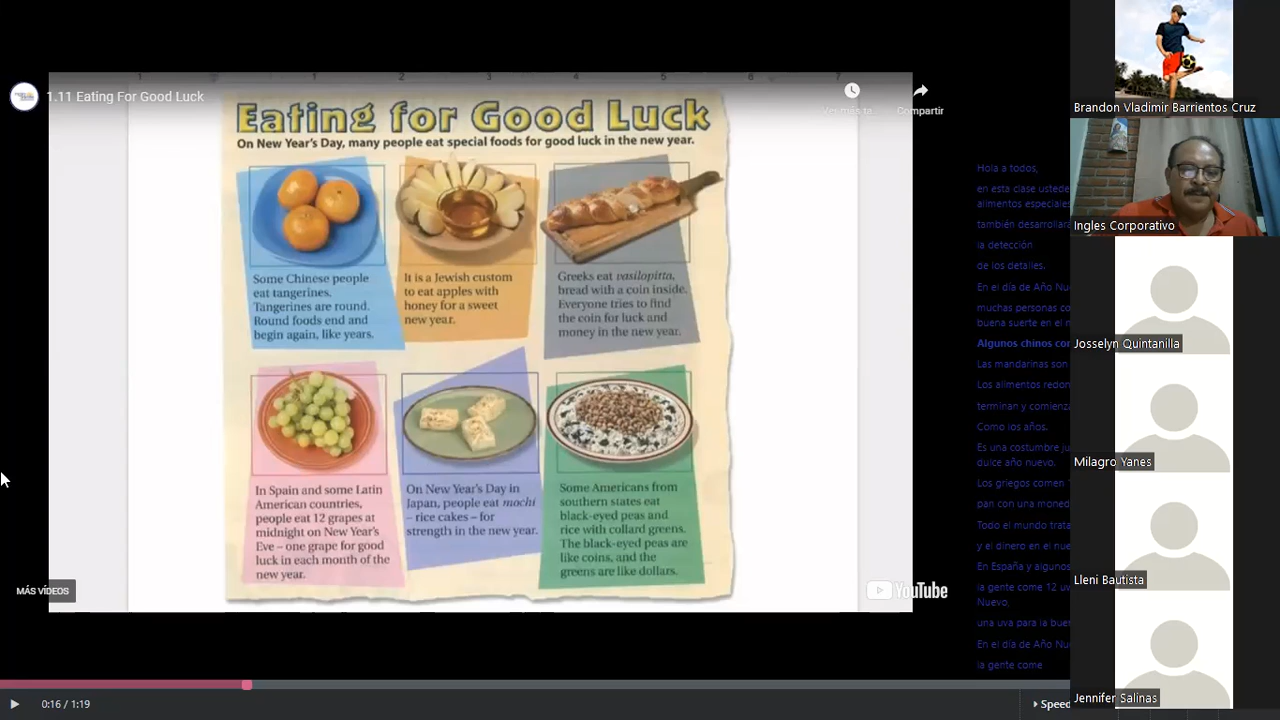 1.11 Eating For Good Luck
Compartir
Eating for Good Luck
On New Year's Day, many people eat special foods for good luck in the new year.
Some Chinese people
eat tangerines.
Tangerines are round.
Round foods end and
begin again, like years.
It is a Jewish custom
to eat apples with
honey for a sweet
new year.
Greeks eat vasilopitta,
bread with a coin inside.
Everyone tries to find
the coin for luck and
money in the new year.
In Spain and some Latin
American countries,
people eat 12 grapes at
midnight on New Year's
Eve – one grape for good
luck in each mouth of the
new year.
On New Year's Day in
Japan, people eat mochi
– rice cakes – for
strength in the new year.
Some Americans from
southern states eat
black-eyed peas and
rice with collard greens.
The black-eyed peas are
like coins, and the
greens are like dollars.
MÁS VÍDEOS
YouTube
0:16 / 1:19
Speed
Hola a todos,
en esta clase ustede
alimentos especiales
también desarrollará
la detección
de los detalles.
En el día de Año Nu
muchas personas co
buena suerte en el n
Algunos chinos con
Las mandarinas son
Los alimentos redon
terminan y comienza
Como los años.
Es una costumbre ju
dulce año nuevo.
Los griegos comen
pan con una moned
Todo el mundo trata
y el dinero en el nue
En España y algunos
la gente come 12 uv
Nuevo,
una uva para la buen
En el día de Año Nu
la gente come
Brandon Vladimir Barrientos Cruz
Ingles Corporativo
Josselyn Quintanilla
Milagro Yanes
Lleni Bautista
Jennifer Salinas